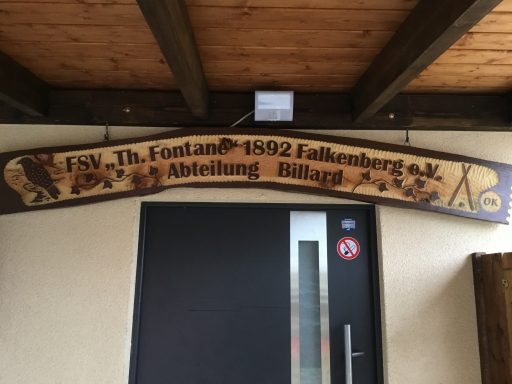 FSV „Th. Fontane“ 1892 Falkenberg e.V.
Abteilung Billard
OK